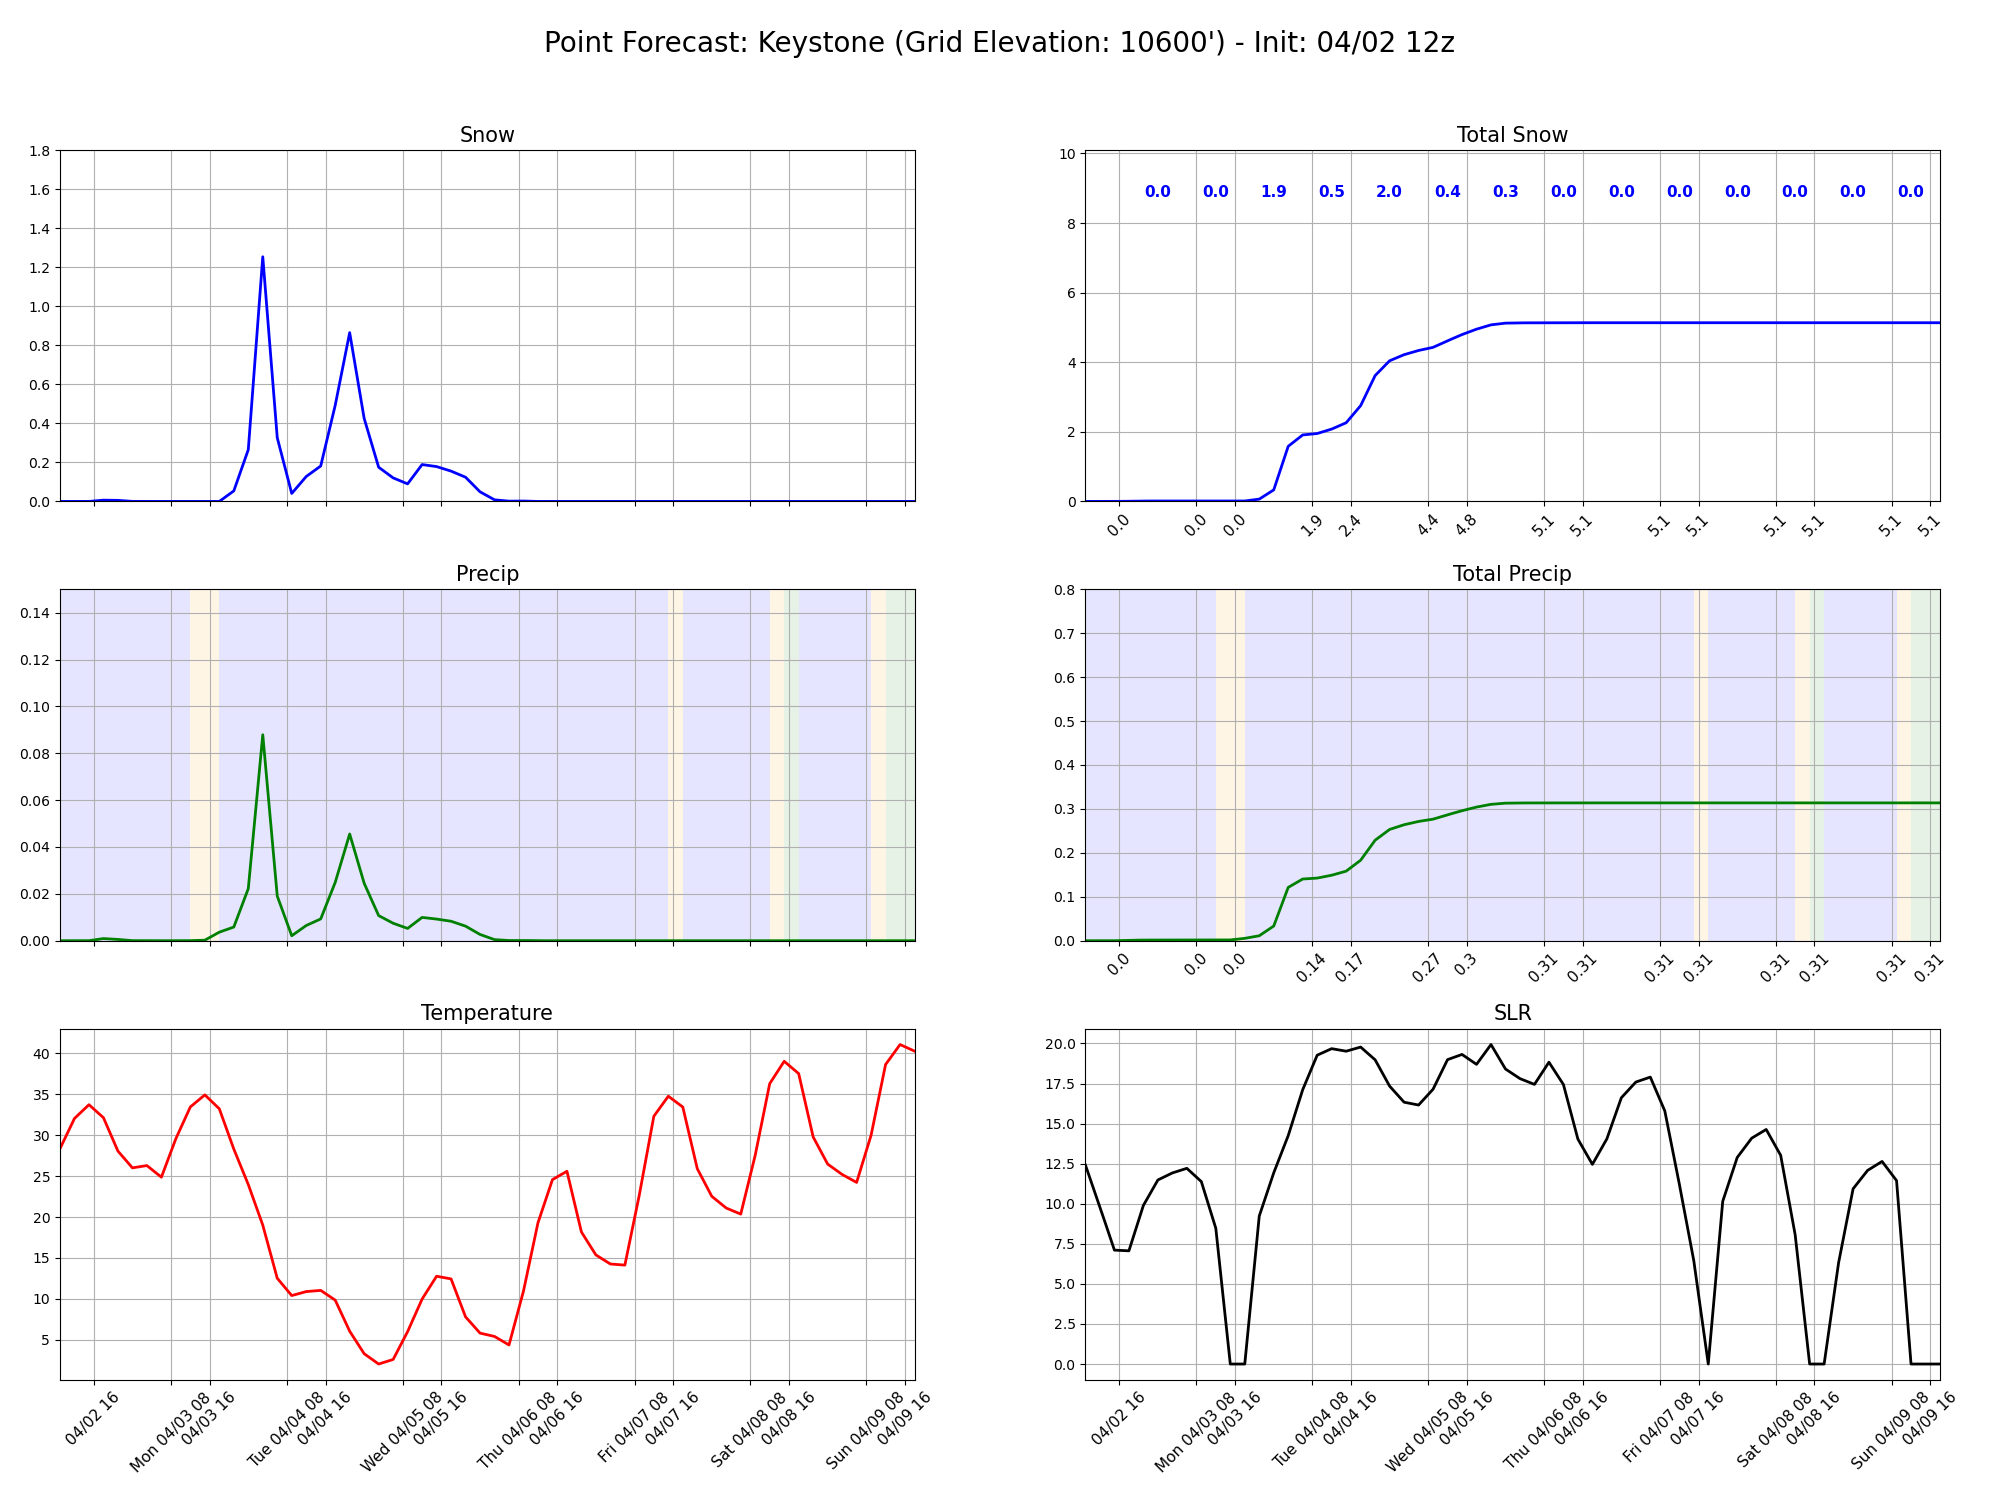 Point Forecast: Keystone (Grid Elevation: 10600') - Init: 04/02 12z
Snow
1.8
1.6
1.4
1.2
1.0
0.8
0.6
0.4
0.2
0.0
Total Snow
10
8
6
4
2
0
0.0 0.0 1.9 0.5 2.0 0.4 0.3 0.0 0.0 0.0 0.0 0.0 0.0 0.0
0.0 0.0 0.0 1.9 2.4 4.4 4.8 5.1 5.1 5.1 5.1 5.1 5.1 5.1 5.1
Precip
0.14
0.12
0.10
0.08
0.06
0.04
0.02
0.00
Total Precip
0.8
0.7
0.6
0.5
0.4
0.3
0.2
0.1
0.0
0.0 0.0 0.0 0.14 0.17 0.27 0.3 0.31 0.31 0.31 0.31 0.31 0.31 0.31 0.31
Temperature
40
35
30
25
20
15
10
5
04/02 16
Mon 04/03 08
04/03 16
Tue 04/04 08
04/04 16
Wed 04/05 08
04/05 16
Thu 04/06 08
04/06 16
Fri 04/07 08
04/07 16
Sat 04/08 08
04/08 16
Sun 04/09 08
04/09 16
SLR
20.0
17.5
15.0
12.5
10.0
7.5
5.0
2.5
0.0
04/02 16
Mon 04/03 08
04/03 16
Tue 04/04 08
04/04 16
Wed 04/05 08
04/05 16
Thu 04/06 08
04/06 16
Fri 04/07 08
04/07 16
Sat 04/08 08
04/08 16
Sun 04/09 08
04/09 16